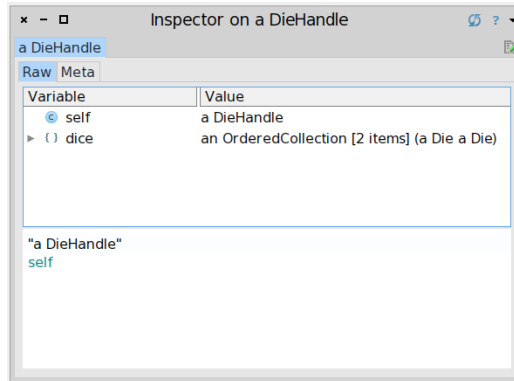 Inspector on a DieHandle ?
a DieHandle
Raw Meta
Variable Value
self a DieHandle
dice an OrderedCollection [2 items] (a Die a Die)
"a DieHandle"
self